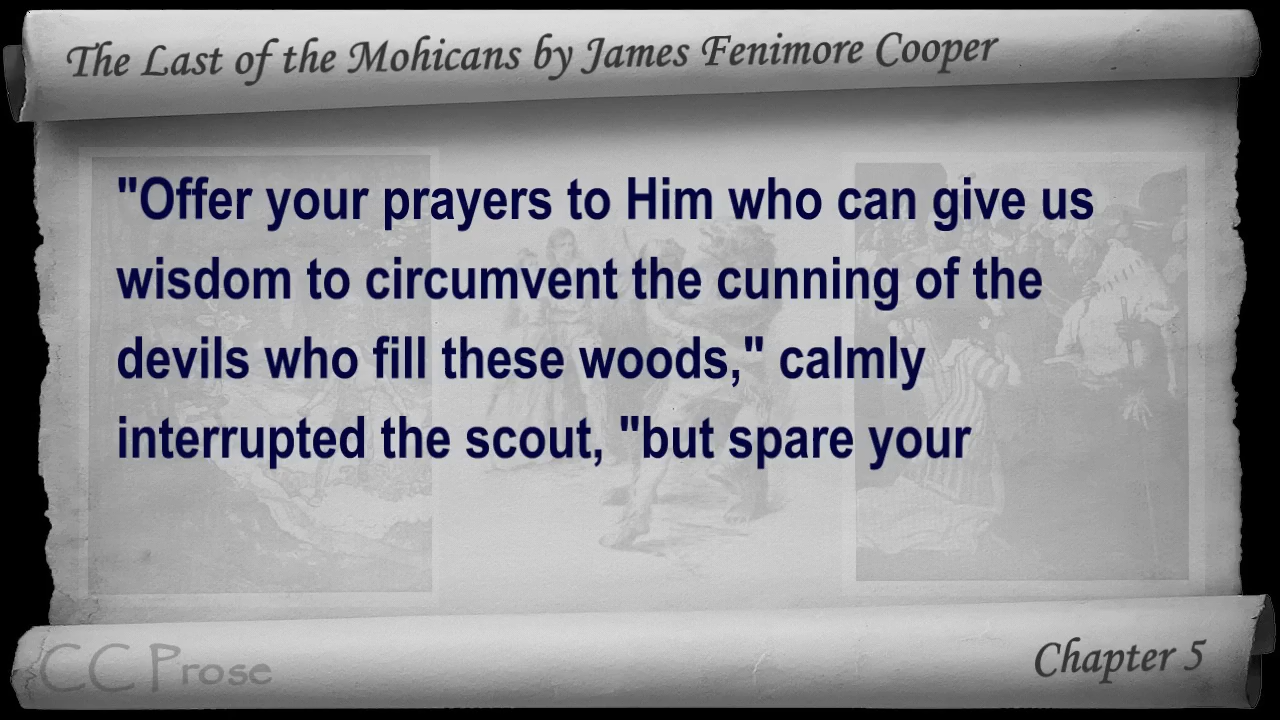 The Last of the Mohicans by James Fenimore Cooper
"Offer your prayers to Him who can give us
wisdom to circumvent the cunning of the
devils who fill these woods," calmly
interrupted the scout, "but spare your
CC Prose
Chapter 5